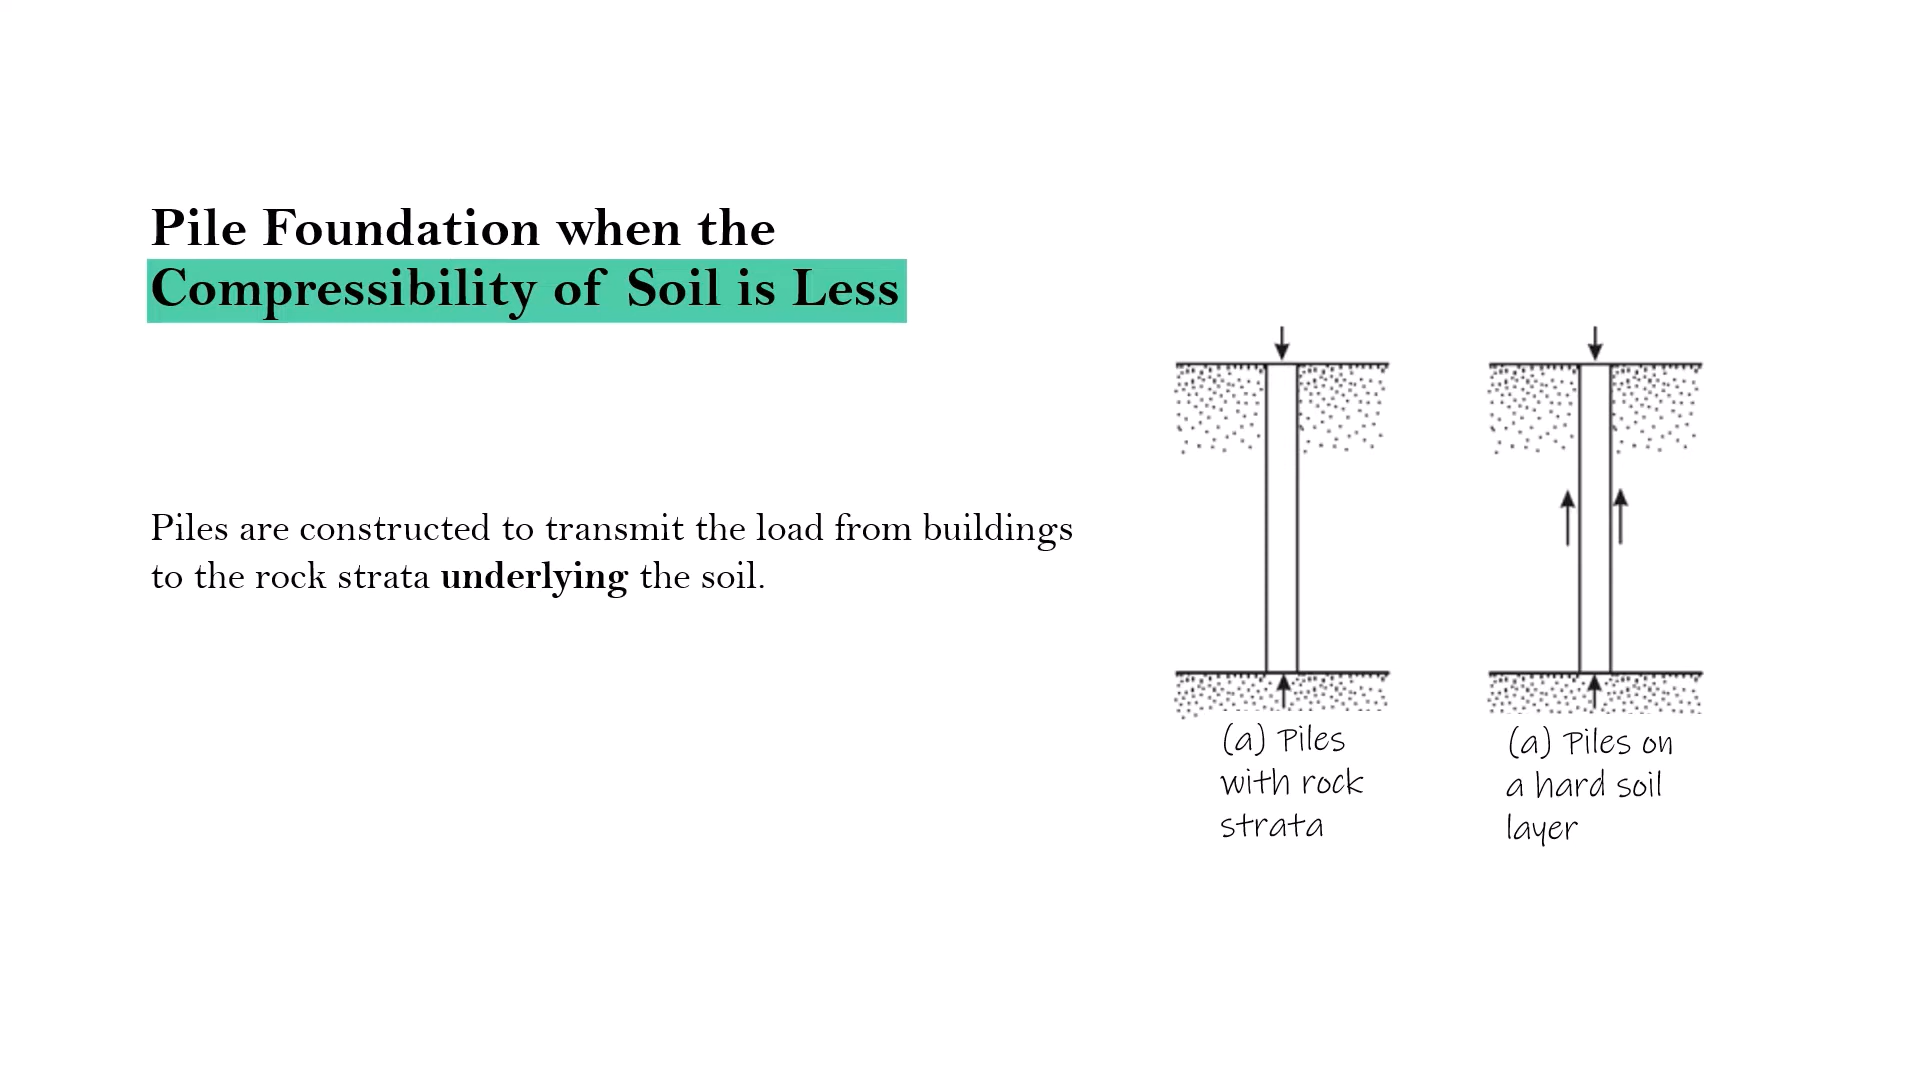 Pile Foundation when the
Compressibility of Soil is Less
Piles are constructed to transmit the load from buildings
to the rock strata underlying the soil.
(a) Piles
with rock
strata
(a) Piles on
a hard soil
layer